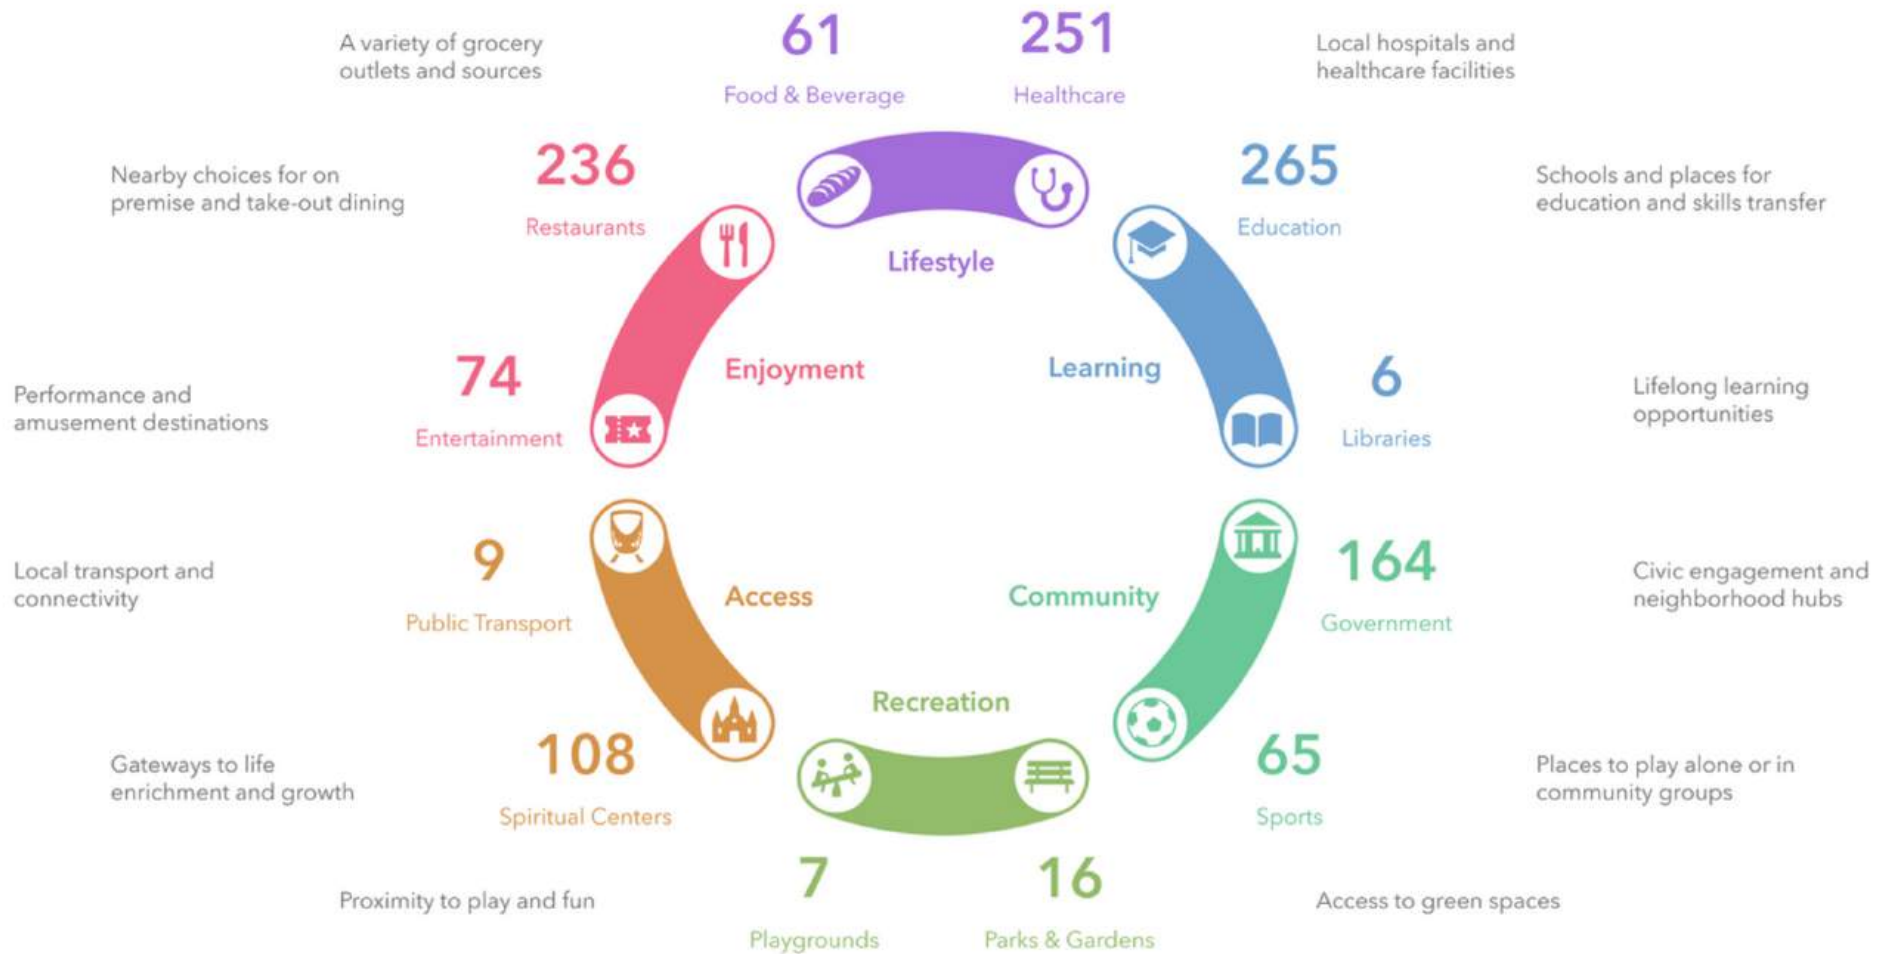 A variety of grocery
outlets and sources
61
Food & Beverage
251
Healthcare
Local hospitals and
healthcare facilities
Nearby choices for on
premise and take-out dining
236
Restaurants
Lifestyle
265
Education
Schools and places for
education and skills transfer
Performance and
amusement destinations
74
Entertainment
Enjoyment
Learning
6
Libraries
Lifelong learning
opportunities
Local transport and
connectivity
9
Public Transport
Access
Community
164
Government
Civic engagement and
neighborhood hubs
Gateways to life
enrichment and growth
108
Spiritual Centers
Recreation
65
Sports
Places to play alone or in
community groups
Proximity to play and fun
7
Playgrounds
16
Parks & Gardens
Access to green spaces